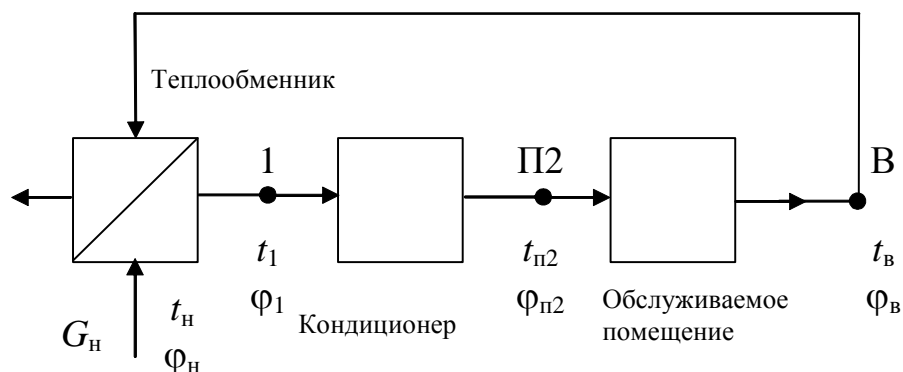 Теплообменник
1
П2
В
t₁
φ₁
tп2
φп2
tв
φв
Gн
tн
φн
Кондиционер
Обслуживаемое
помещение